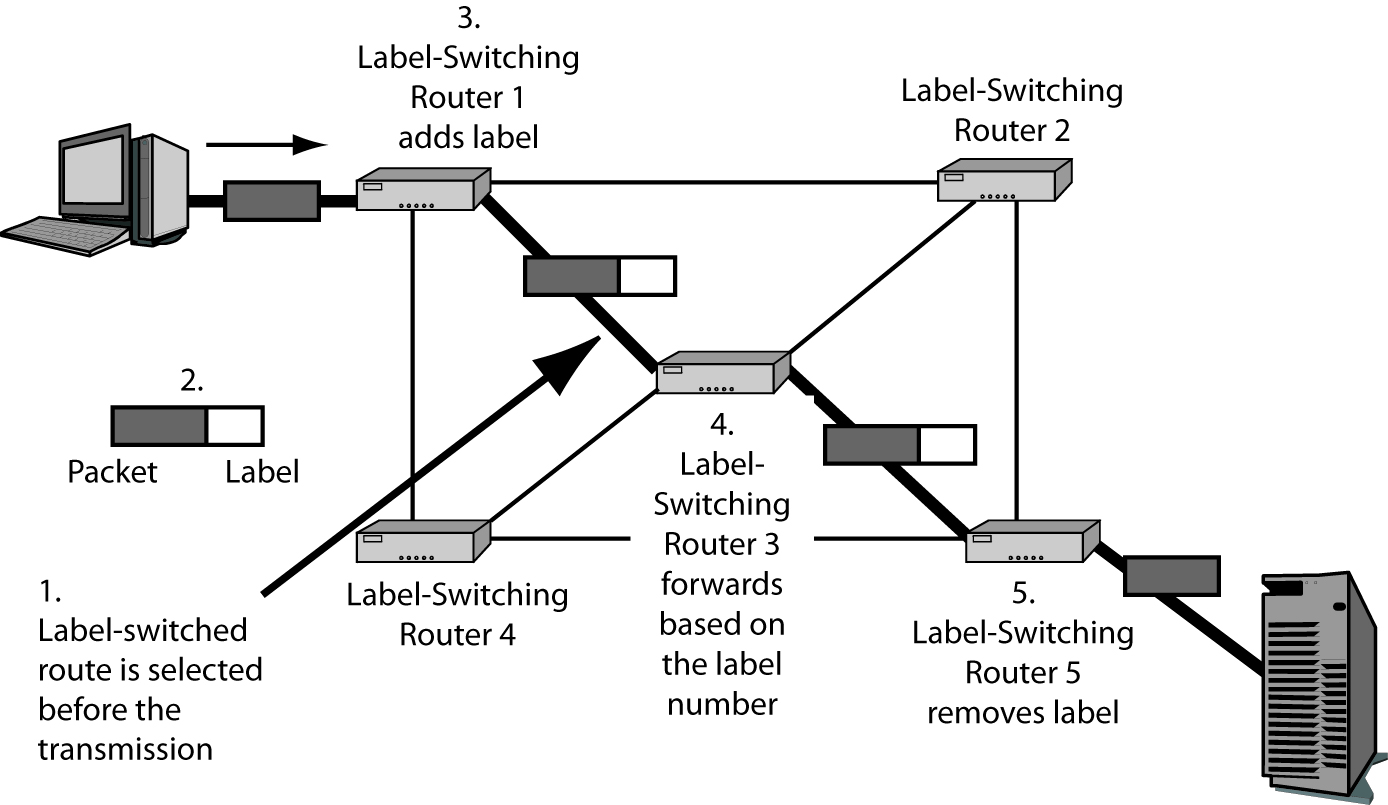 3.
Label-Switching
Router 1
adds label
Label-Switching
Router 2
2.
Packet
Label
4.
Label-
Switching
Router 3
forwards
based on
the label
number
1.
Label-switched
route is selected
before the
transmission
Label-Switching
Router 4
5.
Label-Switching
Router 5
removes label